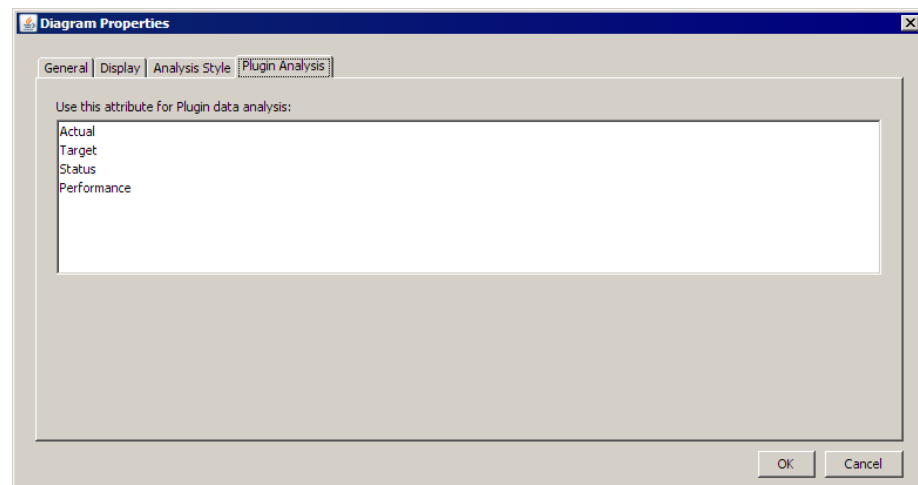 Diagram Properties
General Display Analysis Style Plugin Analysis
Use this attribute for Plugin data analysis:
Actual
Target
Status
Performance
OK Cancel